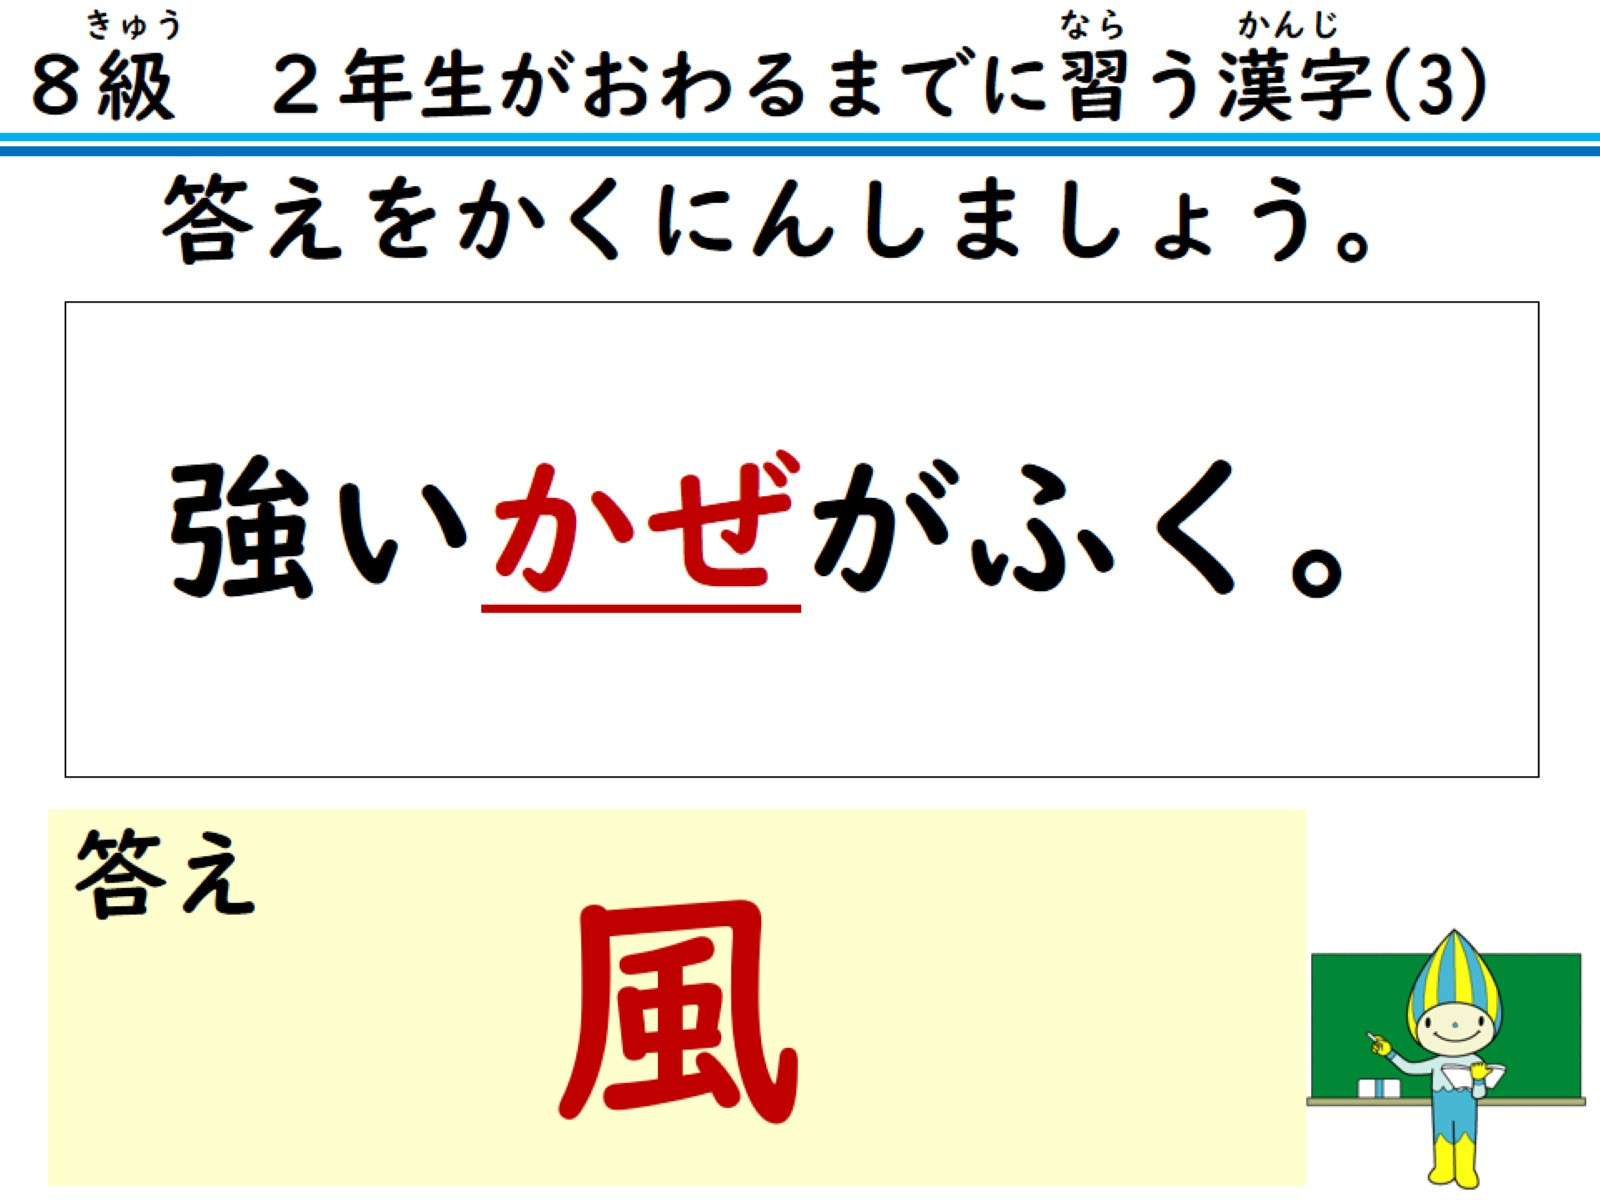 きゅう なら かんじ
８級　２年生がおわるまでに習う漢字(3)
答えをかくにんしましょう。
強いかぜがふく。
答え
風